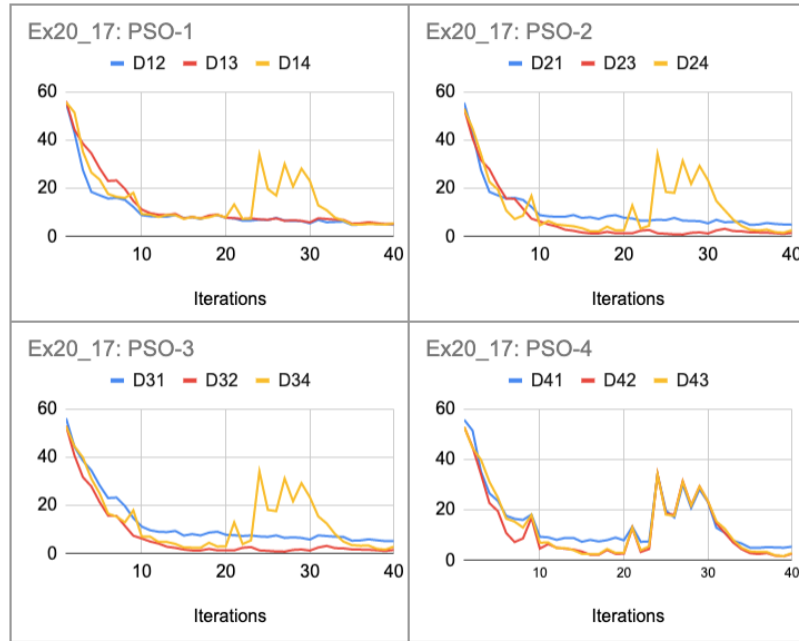 Ex20_17: PSO-1
D12 D13 D14
60
40
20
0
10 20 30 40
Iterations
Ex20_17: PSO-2
D21 D23 D24
60
40
20
0
10 20 30 40
Iterations
Ex20_17: PSO-3
D31 D32 D34
60
40
20
0
10 20 30 40
Iterations
Ex20_17: PSO-4
D41 D42 D43
60
40
20
0
10 20 30 40
Iterations